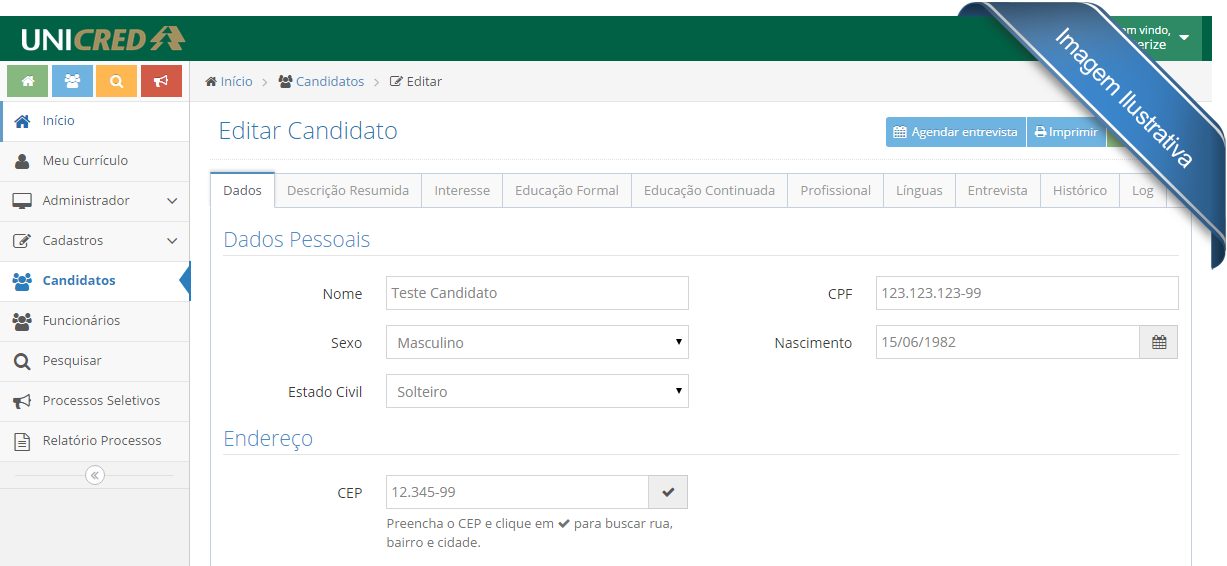 UNICRED
em vindo,
erize
Imagem Ilustrativa
Início > Candidatos > Editar
Início
Meu Currículo
Administrador
Cadastros
Candidatos
Funcionários
Pesquisar
Processos Seletivos
Relatório Processos
Editar Candidato
Agendar entrevista
Imprimir
Dados
Descrição Resumida
Interesse
Educação Formal
Educação Continuada
Profissional
Línguas
Entrevista
Histórico
Log
Dados Pessoais
Nome Teste Candidato
CPF 123.123.123-99
Sexo Masculino
Nascimento 15/06/1982
Estado Civil Solteiro
Endereço
CEP 12.345-99
Preencha o CEP e clique em ✔ para buscar rua,
bairro e cidade.